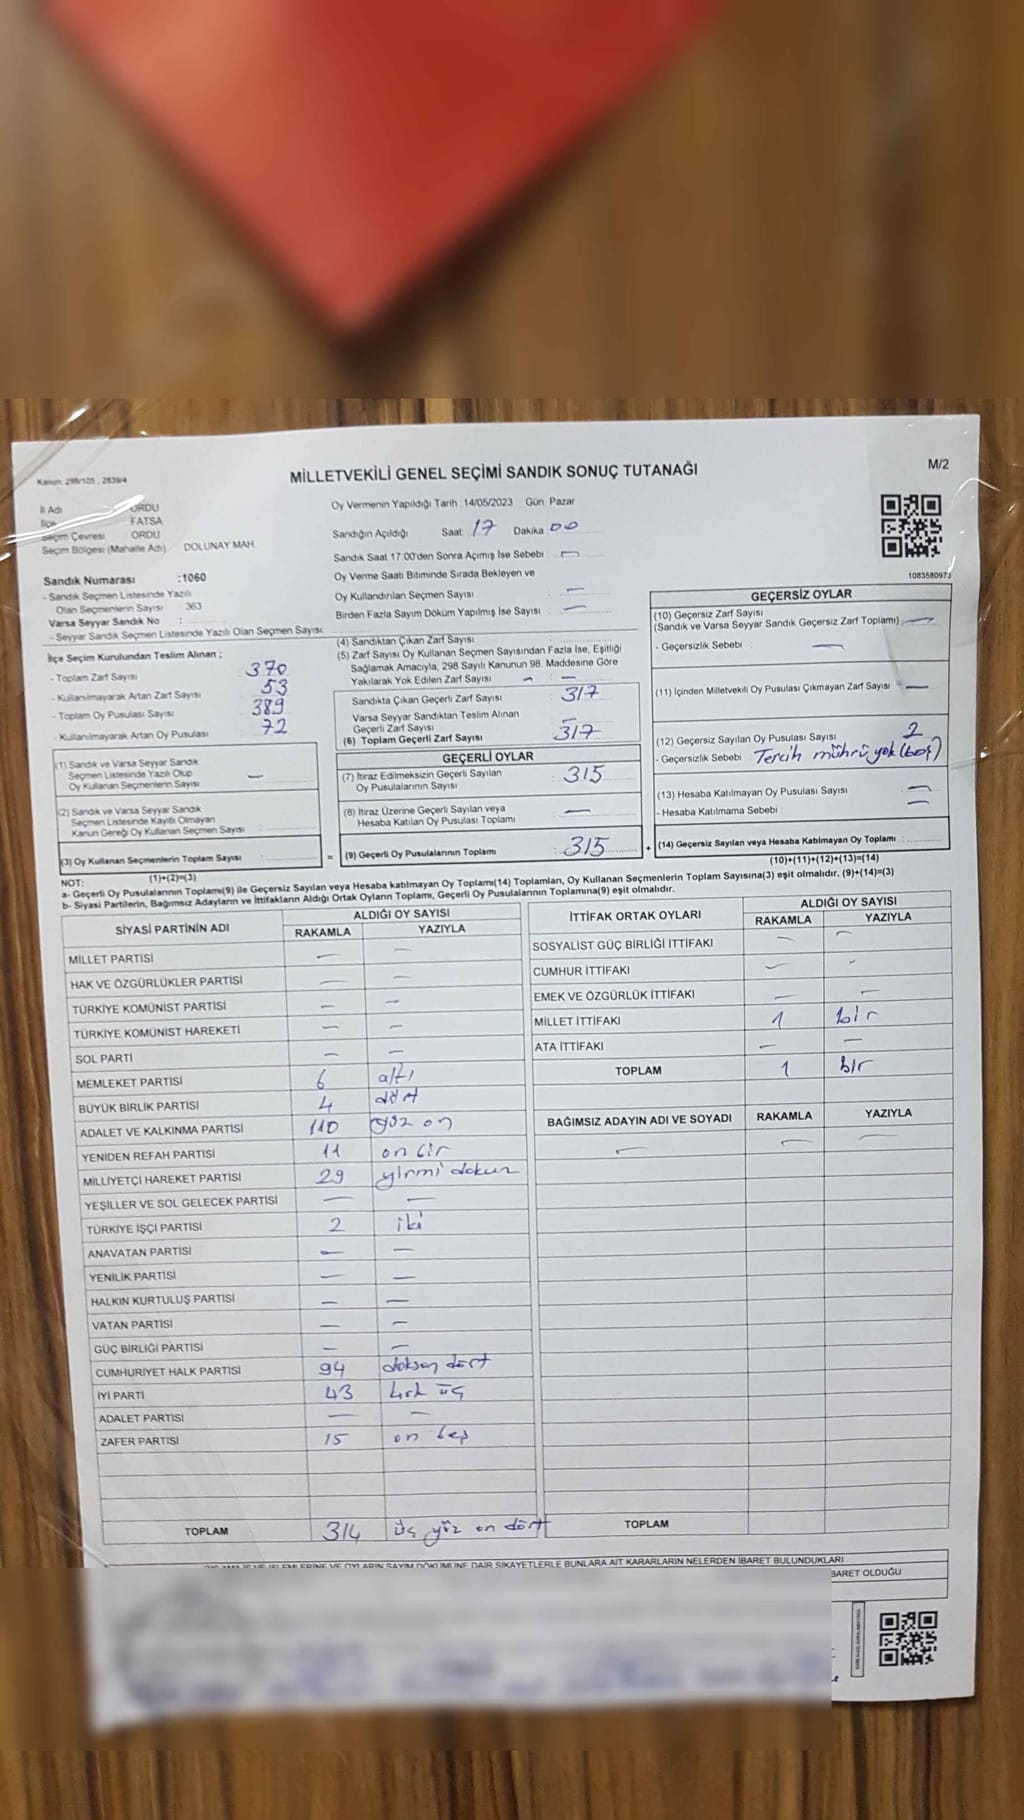 Kanun: 298/105 , 2839/4
MİLLETVEKİLİ GENEL SEÇİMİ SANDIK SONUÇ TUTANAĞI
M/2
İl Adı ORDU
İlçe FATSA
Seçim Çevresi ORDU
Seçim Bölgesi (Mahalle Adı) DOLUNAY MAH
Oy Vermenin Yapıldığı Tarih :14/05/2023 Gün: Pazar
Sandığın Açıldığı Saat: 17 Dakika 00
Sandık Saat 17:00'den Sonra Açımış İse Sebebi : —
Oy Verme Saati Bitiminde Sırada Bekleyen ve
Oy Kullandırılan Seçmen Sayısı : —
Birden Fazla Sayım Döküm Yapılmış İse Sayısı : —
1083580973
Sandık Numarası :1060
- Sandık Seçmen Listesinde Yazılı
Olan Seçmenlerin Sayısı 363
Varsa Seyyar Sandık No :
- Seyyar Sandık Seçmen Listesinde Yazılı Olan Seçmen Sayısı:
İlçe Seçim Kurulundan Teslim Alınan ;
- Toplam Zarf Sayısı 370
- Kullanılmayarak Artan Zarf Sayısı 53
- Toplam Oy Pusulası Sayısı 389
- Kullanılmayarak Artan Oy Pusulası 72
(1) Sandık ve Varsa Seyyar Sandık
Seçmen Listesinde Yazılı Olup
Oy Kullanan Seçmenlerin Sayısı —
(2) Sandık ve Varsa Seyyar Sandık
Seçmen Listesinde Kayıtlı Olmayan
Kanun Gereği Oy Kullanan Seçmen Sayısı :
(3) Oy Kullanan Seçmenlerin Toplam Sayısı :
(1)+(2)=(3)
=
(4) Sandıktan Çıkan Zarf Sayısı :
(5) Zarf Sayısı Oy Kullanan Seçmen Sayısından Fazla İse, Eşitliği
Sağlamak Amacıyla, 298 Sayılı Kanunun 98. Maddesine Göre
Yakılarak Yok Edilen Zarf Sayısı : —
Sandıkta Çıkan Geçerli Zarf Sayısı : 317
Varsa Seyyar Sandıktan Teslim Alınan
Geçerli Zarf Sayısı : —
(6) Toplam Geçerli Zarf Sayısı : 317
GEÇERLİ OYLAR
(7) İtiraz Edilmeksizin Geçerli Sayılan
Oy Pusulalarının Sayısı : 315
(8) İtiraz Üzerine Geçerli Sayılan veya
Hesaba Katılan Oy Pusulası Toplamı : —
(9) Geçerli Oy Pusulalarının Toplamı : 315
+
GEÇERSİZ OYLAR
(10) Geçersiz Zarf Sayısı
(Sandık ve Varsa Seyyar Sandık Geçersiz Zarf Toplamı) —
- Geçersizlik Sebebi : —
(11) İçinden Milletvekili Oy Pusulası Çıkmayan Zarf Sayısı : —
(12) Geçersiz Sayılan Oy Pusulası Sayısı : 2
- Geçersizlik Sebebi : Tercih mührü yok (boş)
(13) Hesaba Katılmayan Oy Pusulası Sayısı : —
- Hesaba Katılmama Sebebi : —
(14) Geçersiz Sayılan veya Hesaba Katılmayan Oy Toplamı :
(10)+(11)+(12)+(13)=(14)
NOT:
a- Geçerli Oy Pusulalarının Toplamı(9) ile Geçersiz Sayılan veya Hesaba katılmayan Oy Toplamı(14) Toplamları, Oy Kullanan Seçmenlerin Toplam Sayısına(3) eşit olmalıdır. (9)+(14)=(3)
b- Siyasi Partilerin, Bağımsız Adayların ve İttifakların Aldığı Ortak Oyların Toplamı, Geçerli Oy Pusulalarının Toplamına(9) eşit olmalıdır.
SİYASİ PARTİNİN ADI ALDIĞI OY SAYISI
RAKAMLA YAZIYLA
MİLLET PARTİSİ — —
HAK VE ÖZGÜRLÜKLER PARTİSİ — —
TÜRKİYE KOMÜNİST PARTİSİ — —
TÜRKİYE KOMÜNİST HAREKETİ — —
SOL PARTİ — —
MEMLEKET PARTİSİ 6 altı
BÜYÜK BİRLİK PARTİSİ 4 dört
ADALET VE KALKINMA PARTİSİ 110 yüz on
YENİDEN REFAH PARTİSİ 11 on bir
MİLLİYETÇİ HAREKET PARTİSİ 29 yirmi dokuz
YEŞİLLER VE SOL GELECEK PARTİSİ — —
TÜRKİYE İŞÇİ PARTİSİ 2 iki
ANAVATAN PARTİSİ — —
YENİLİK PARTİSİ — —
HALKIN KURTULUŞ PARTİSİ — —
VATAN PARTİSİ — —
GÜÇ BİRLİĞİ PARTİSİ — —
CUMHURİYET HALK PARTİSİ 94 doksan dört
İYİ PARTİ 43 kırk üç
ADALET PARTİSİ — —
ZAFER PARTİSİ 15 on beş
TOPLAM 314 üç yüz on dört
İTTİFAK ORTAK OYLARI ALDIĞI OY SAYISI
RAKAMLA YAZIYLA
SOSYALİST GÜÇ BİRLİĞİ İTTİFAKI — —
CUMHUR İTTİFAKI — —
EMEK VE ÖZGÜRLÜK İTTİFAKI — —
MİLLET İTTİFAKI 1 bir
ATA İTTİFAKI — —
TOPLAM 1 bir
BAĞIMSIZ ADAYIN ADI VE SOYADI RAKAMLA YAZIYLA
— — —
TOPLAM
OYLARIN SAYIM DÖKÜMÜNE DAİR ŞİKAYETLERLE BUNLARA AİT KARARLARIN NELERDEN İBARET BULUNDUKLARI
BARET OLDUĞU